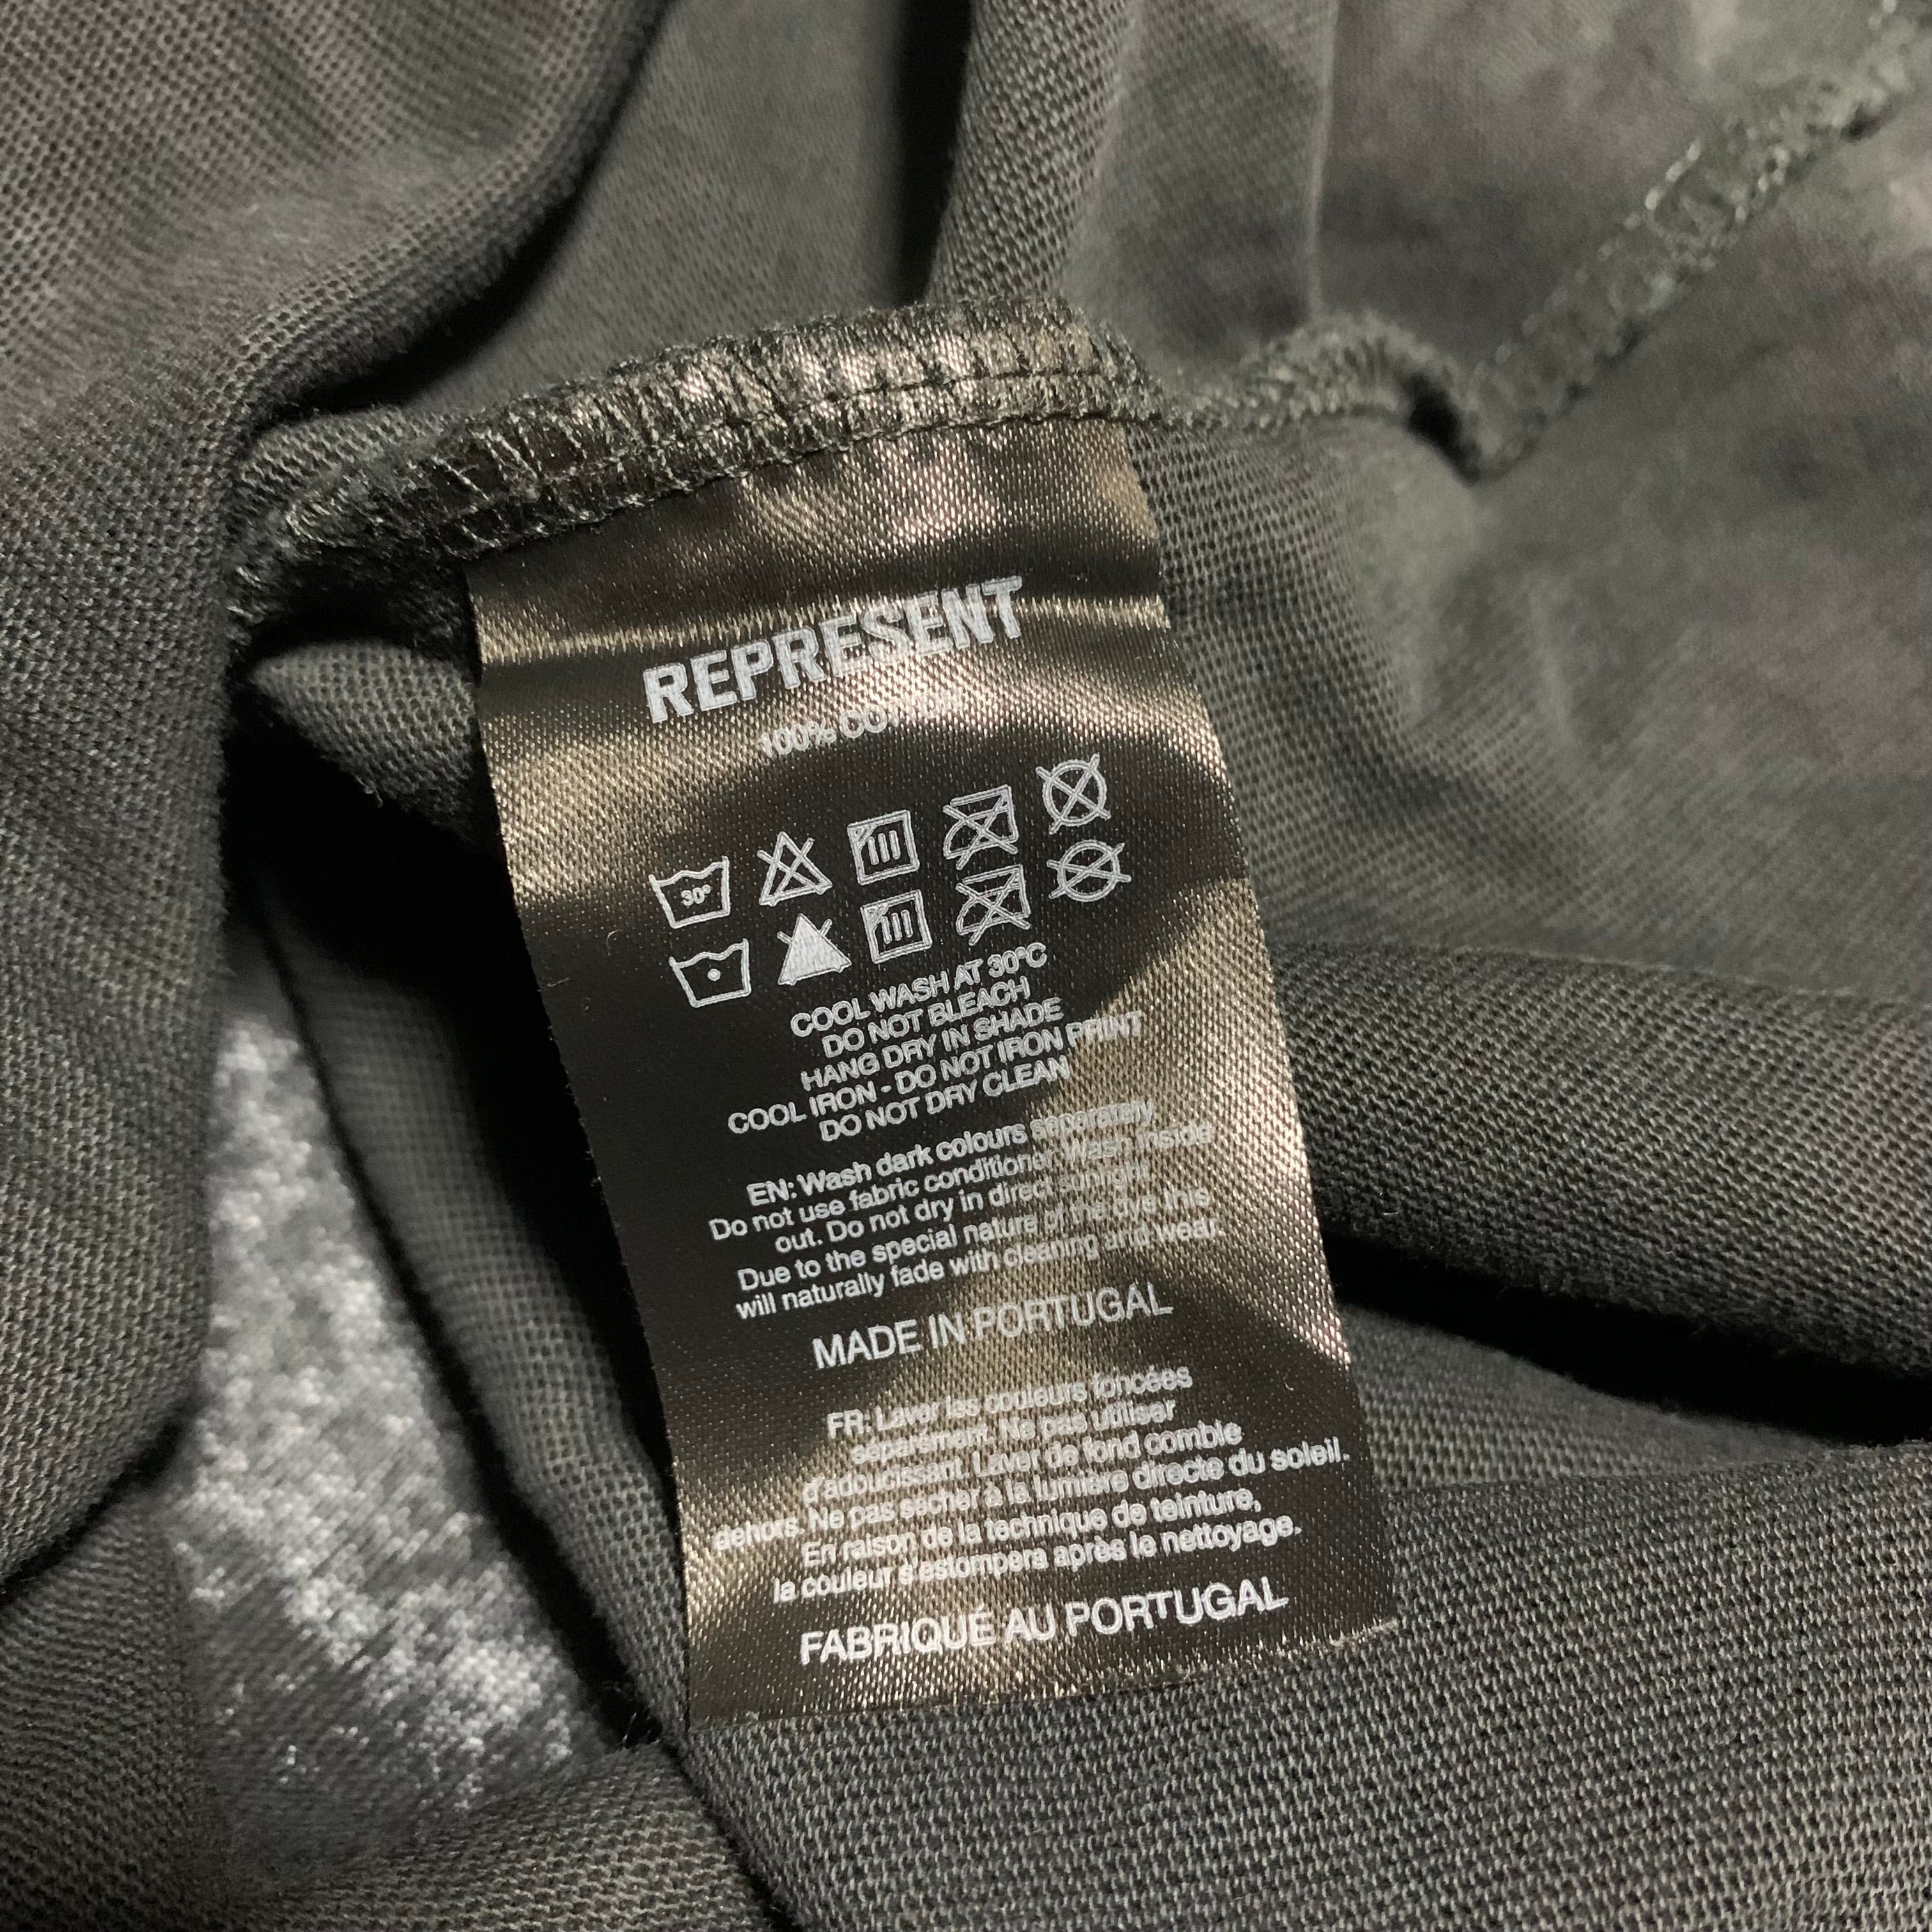 REPRESENT
100% COTTON
30°
COOL WASH AT 30°C
DO NOT BLEACH
HANG DRY IN SHADE
COOL IRON - DO NOT IRON PRINT
DO NOT DRY CLEAN
EN: Wash dark colours separately
Do not use fabric conditioner. Wash inside
out. Do not dry in direct sunlight
Due to the special nature of the dye this
will naturally fade with cleaning and wear.
MADE IN PORTUGAL
FR: Laver las couleurs foncées
séparément. Ne pas utiliser
d'adoucissant. Laver de fond comble
dehors. Ne pas sécher à la lumière directe du soleil.
En raison de la technique de teinture,
la couleur s'estompera après le nettoyage.
FABRIQUÉ AU PORTUGAL